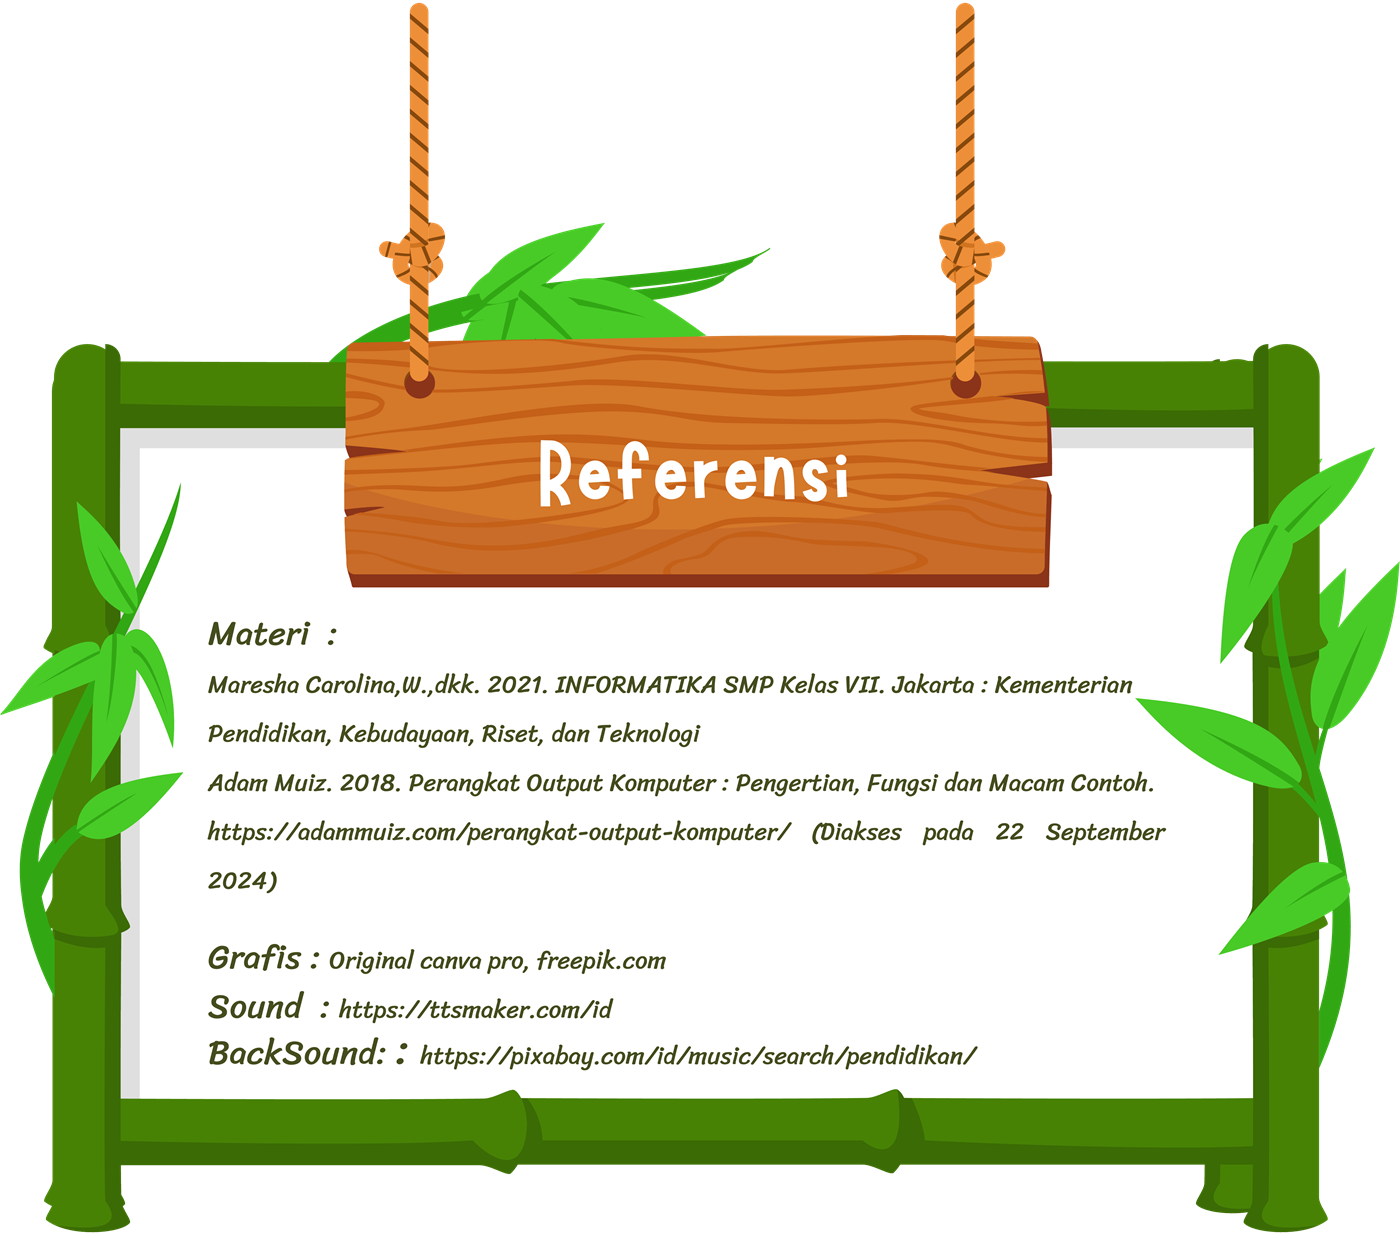 Referensi
Materi :
Maresha Carolina,W.,dkk. 2021. INFORMATIKA SMP Kelas VII. Jakarta : Kementerian
Pendidikan, Kebudayaan, Riset, dan Teknologi
Adam Muiz. 2018. Perangkat Output Komputer : Pengertian, Fungsi dan Macam Contoh.
https://adammuiz.com/perangkat-output-komputer/ (Diakses pada 22 September
2024)
Grafis : Original canva pro, freepik.com
Sound : https://ttsmaker.com/id
BackSound: : https://pixabay.com/id/music/search/pendidikan/